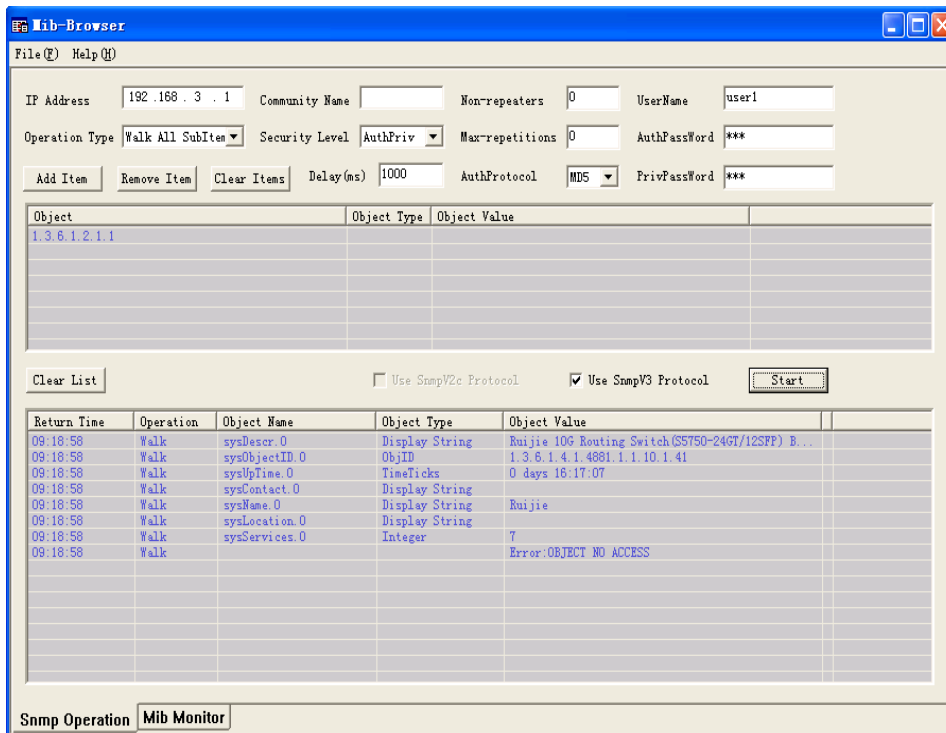 Mib-Browser
File(F) Help(H)
IP Address 192 .168 . 3 . 1 Community Name Non-repeaters 0 UserName user1
Operation Type Walk All SubItem Security Level AuthPriv Max-repetitions 0 AuthPassWord ***
Add Item Remove Item Clear Items Delay(ms) 1000 AuthProtocol MD5 PrivPassWord ***
Object Object Type Object Value
1.3.6.1.2.1.1
Clear List Use SnmpV2c Protocol Use SnmpV3 Protocol Start
Return Time Operation Object Name Object Type Object Value
09:18:58 Walk sysDescr.0 Display String Ruijie 10G Routing Switch(S5750-24GT/12SFP) B...
09:18:58 Walk sysObjectID.0 ObjID 1.3.6.1.4.1.4881.1.1.10.1.41
09:18:58 Walk sysUpTime.0 TimeTicks 0 days 16:17:07
09:18:58 Walk sysContact.0 Display String
09:18:58 Walk sysName.0 Display String Ruijie
09:18:58 Walk sysLocation.0 Display String
09:18:58 Walk sysServices.0 Integer 7
09:18:58 Walk Error:OBJECT NO ACCESS
Snmp Operation Mib Monitor